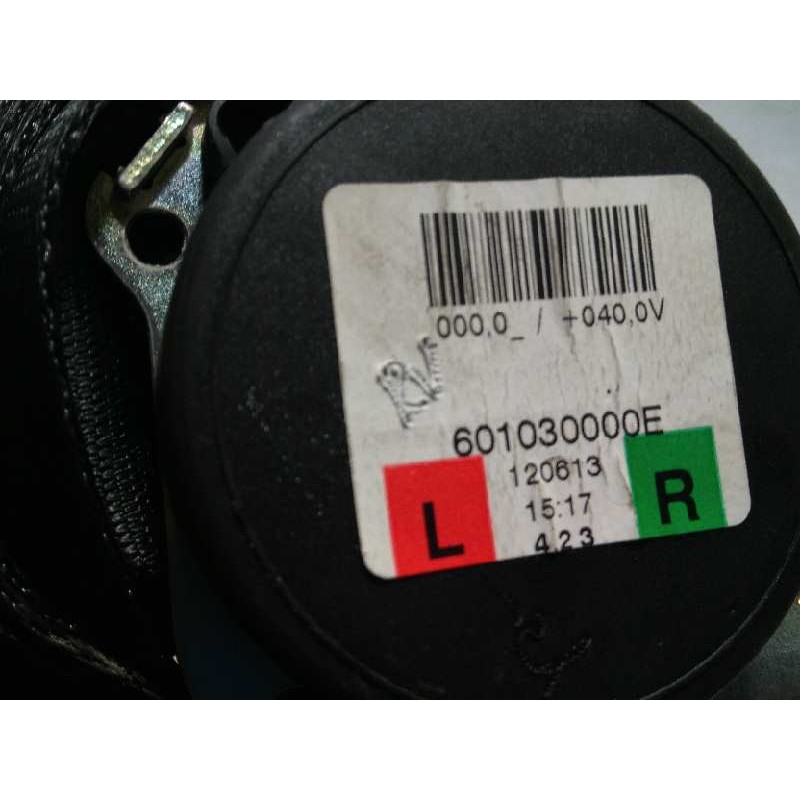 000,0_ / +040,0V
601030000E
120613
15:17
4.2 3
L
R